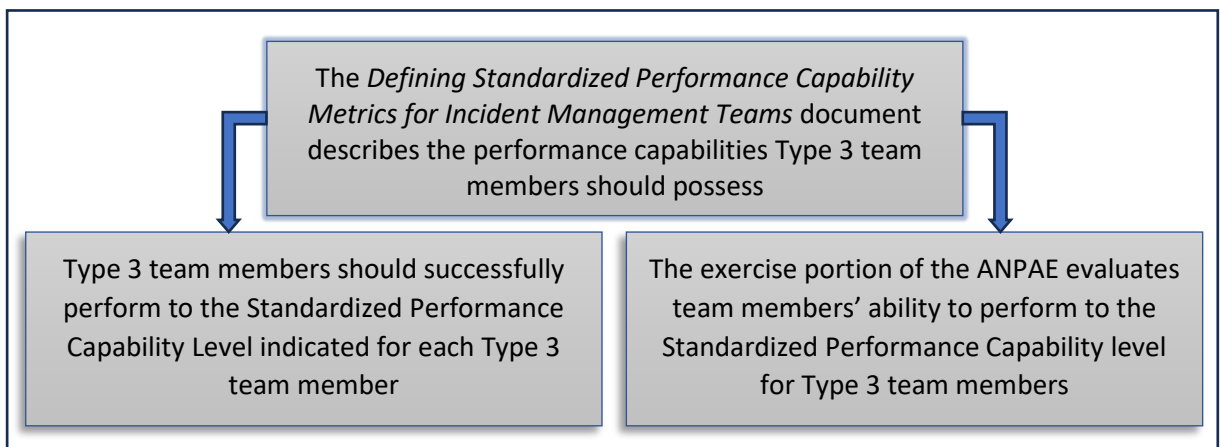 The Defining Standardized Performance Capability
Metrics for Incident Management Teams document
describes the performance capabilities Type 3 team
members should possess
Type 3 team members should successfully
perform to the Standardized Performance
Capability Level indicated for each Type 3
team member
The exercise portion of the ANPAE evaluates
team members’ ability to perform to the
Standardized Performance Capability level
for Type 3 team members